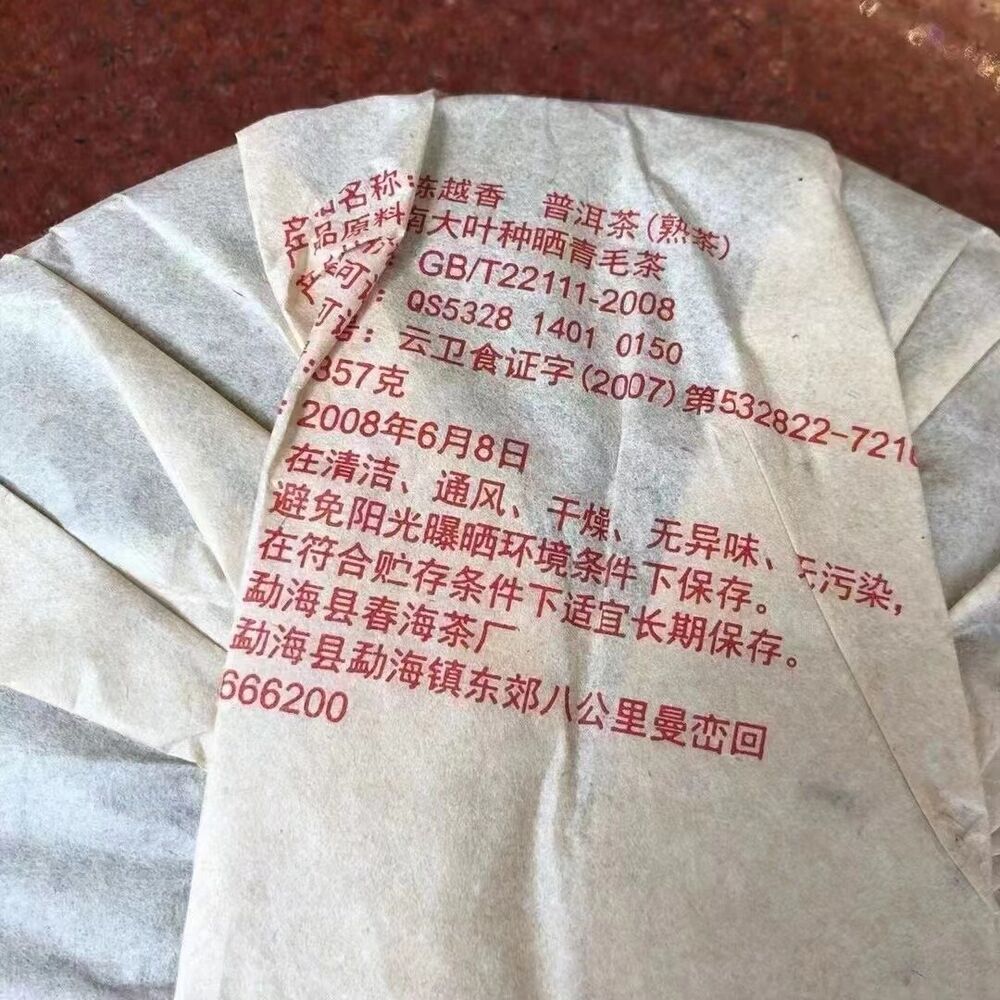 品名称:陈越香 普洱茶(熟茶)
品原料 南大叶种晒青毛茶
GB/T22111-2008
可 : QS5328 1401 0150
可 : 云卫食证字(2007)第532822-721
:357克
: 2008年6月8日
在清洁、通风、干燥、无异味、无污染,
避免阳光曝晒环境条件下保存。
在符合贮存条件下适宜长期保存。
勐海县春海茶厂
勐海县勐海镇东郊八公里曼峦回
666200